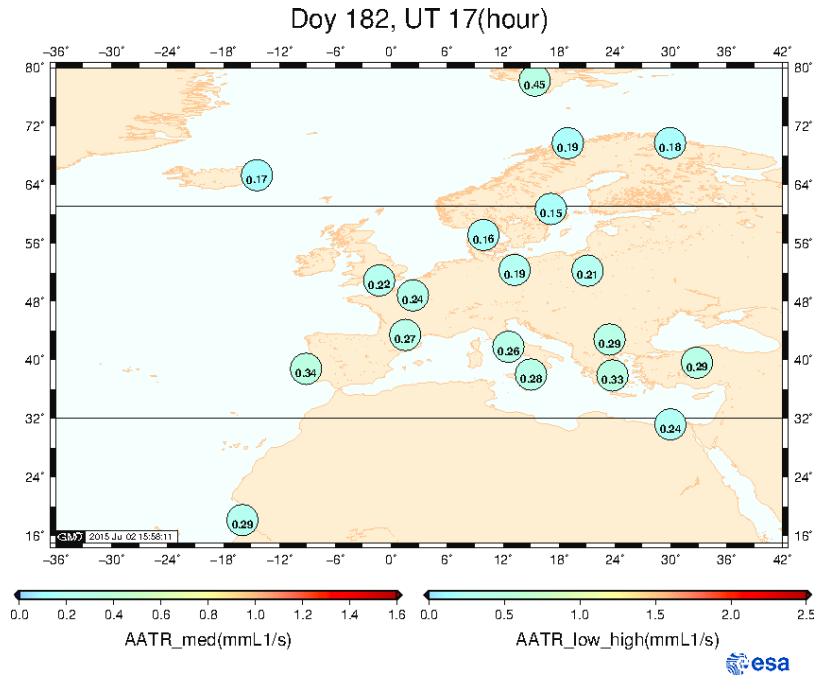 Doy 182, UT 17(hour)
−36° −30° −24° −18° −12° −6° 0° 6° 12° 18° 24° 30° 36° 42°
80° 80°
0.45
72° 72°
0.19 0.18
0.17
64° 64°
0.15
0.16
56° 56°
0.19 0.21
0.22
0.24
48° 48°
0.27 0.29
0.26
40° 0.29 40°
0.34 0.28 0.33
32° 32°
0.24
24° 24°
0.29
16° 16°
GMT 2015 Jul 02 15:58:11
−36° −30° −24° −18° −12° −6° 0° 6° 12° 18° 24° 30° 36° 42°
0.0 0.2 0.4 0.6 0.8 1.0 1.2 1.4 1.6 0.0 0.5 1.0 1.5 2.0 2.5
AATR_med(mmL1/s) AATR_low_high(mmL1/s)
esa